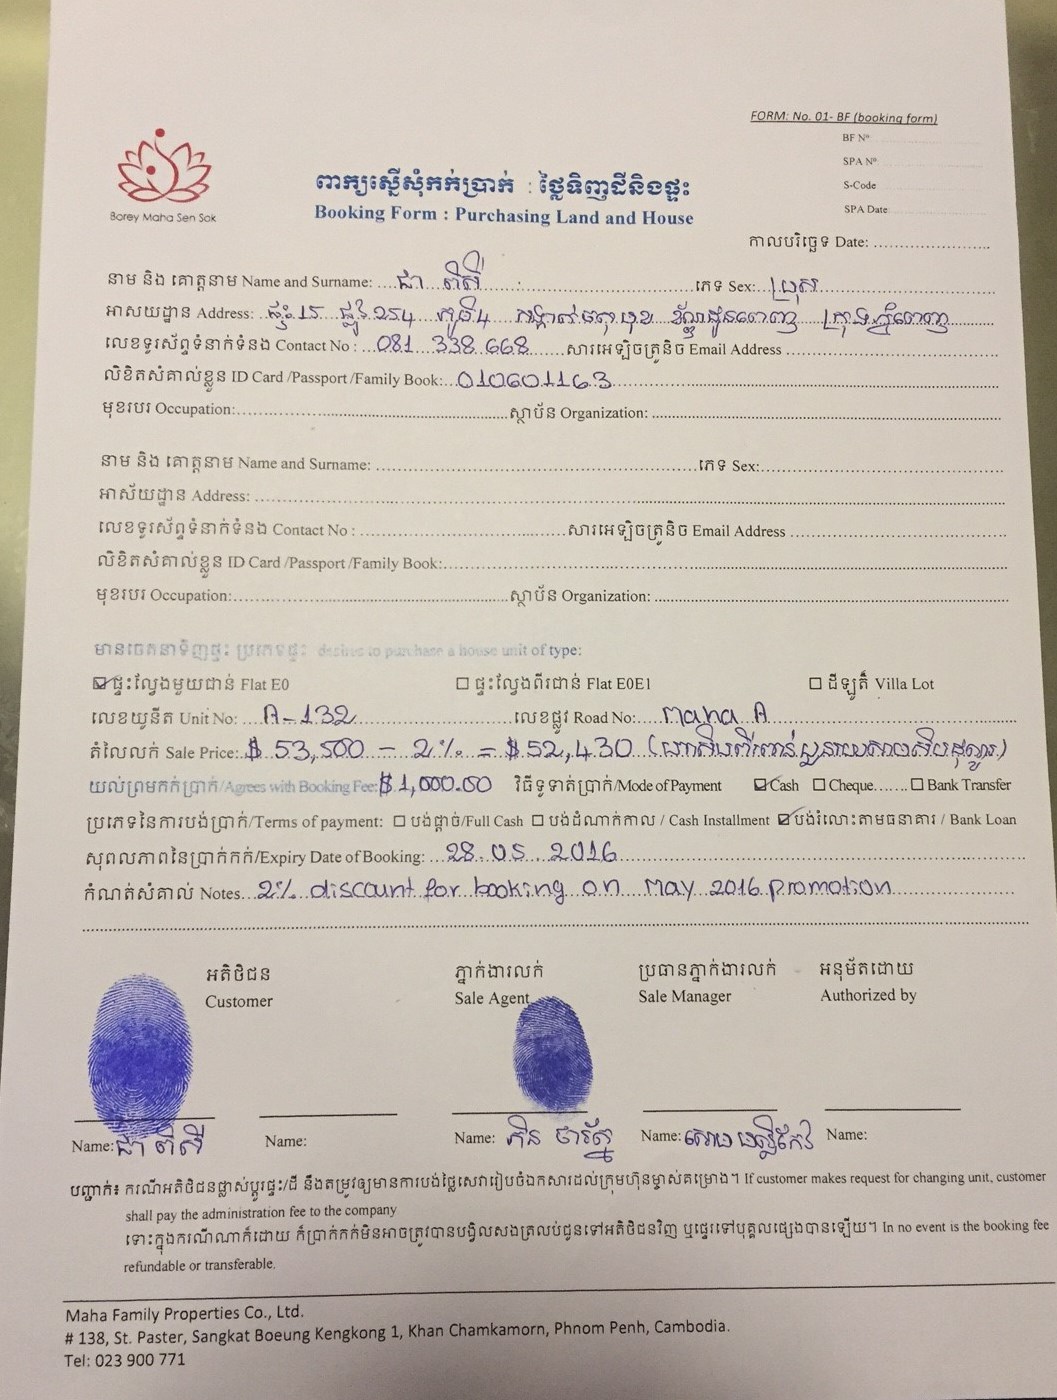 FORM: No. 01- BF (booking form)
BF Nº
SPA Nº
S-Code
SPA Date
Borey Maha Sen Sok
ពាក្យស្នើសុំកក់ប្រាក់ : ថ្លៃទិញដីនិងផ្ទះ
Booking Form : Purchasing Land and House
កាលបរិច្ឆេទ Date:
នាម និង គោត្តនាម Name and Surname: ជា ពិសី ភេទ Sex: ប្រុស
អាសយដ្ឋាន Address: ផ្ទះ 15 ផ្លូវ 254 ភូមិ 4 សង្កាត់ចតុមុខ ខ័ណ្ឌដូនពេញ ក្រុងភ្នំពេញ
លេខទូរស័ព្ទទំនាក់ទំនង Contact No : 081 338 668 សារអេឡិចត្រូនិច Email Address
លិខិតសំគាល់ខ្លួន ID Card /Passport /Family Book: 010601163
មុខរបរ Occupation: ស្ថាប័ន Organization:
នាម និង គោត្តនាម Name and Surname: ភេទ Sex:
អាស័យដ្ឋាន Address:
លេខទូរស័ព្ទទំនាក់ទំនង Contact No : សារអេឡិចត្រូនិច Email Address
លិខិតសំគាល់ខ្លួន ID Card /Passport /Family Book:
មុខរបរ Occupation: ស្ថាប័ន Organization:
មានចេតនាទិញផ្ទះ ប្រភេទផ្ទះ desires to purchase a house unit of type:
ផ្ទះល្វែងមួយជាន់ Flat E0 ផ្ទះល្វែងពីរជាន់ Flat E0E1 ដីឡូតិ៍ Villa Lot
លេខយូនីត Unit No: A-132 លេខផ្លូវ Road No: Maha A
តំលៃលក់ Sale Price: $ 53,500 - 2% = $ 52,430 (ហាសិបពីរពាន់បួនរយសាមសិបដុល្លារ)
យល់ព្រមកក់ប្រាក់/Agrees with Booking Fee: $ 1,000.00 វិធីទូទាត់ប្រាក់/Mode of Payment Cash Cheque....... Bank Transfer
ប្រភេទនៃការបង់ប្រាក់/Terms of payment: បង់ផ្តាច់/Full Cash បង់ដំណាក់កាល / Cash Installment បង់រំលោះតាមធនាគារ / Bank Loan
សុពលភាពនៃប្រាក់កក់/Expiry Date of Booking: 28 . 05 2016
កំណត់សំគាល់ Notes 2% discount for booking on May 2016 promotion
អតិថិជន ភ្នាក់ងារលក់ ប្រធានភ្នាក់ងារលក់ អនុម័តដោយ
Customer Sale Agent Sale Manager Authorized by
Name: ជា ពិសី Name: Name: Name: Name:
បញ្ជាក់៖ ករណីអតិថិជនផ្លាស់ប្តូរផ្ទះ/ដី នឹងតម្រូវឲ្យមានការបង់ថ្លៃសេវារៀបចំឯកសារដល់ក្រុមហ៊ុនម្ចាស់គម្រោង។ If customer makes request for changing unit, customer
shall pay the administration fee to the company
ទោះក្នុងករណីណាក៏ដោយ ក៏ប្រាក់កក់មិនអាចត្រូវបានបង្វិលសងត្រលប់ជូនទៅអតិថិជនវិញ ឬផ្ទេរទៅបុគ្គលផ្សេងបានឡើយ។ In no event is the booking fee
refundable or transferable.
Maha Family Properties Co., Ltd.
# 138, St. Paster, Sangkat Boeung Kengkong 1, Khan Chamkamorn, Phnom Penh, Cambodia.
Tel: 023 900 771